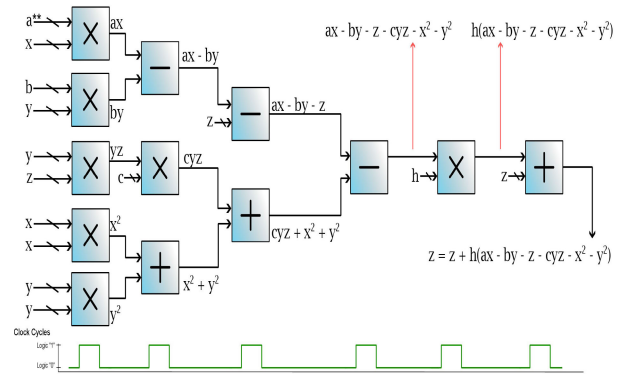 ax - by - z - cyz - x² - y² h(ax - by - z - cyz - x² - y²)
a** ax
x × − ax - by
b × by
y − ax - by - z
z
y yz cyz
z × c × − h × z +
x x² + cyz + x² + y²
x ×
y + x² + y² z = z + h(ax - by - z - cyz - x² - y²)
y × y²
Clock Cycles
Logic "1"
Logic "0"